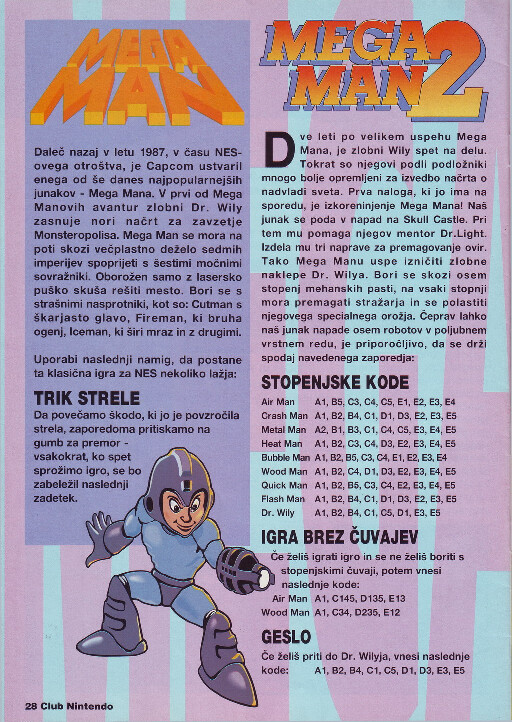 MEGA
MAN
Daleč nazaj v letu 1987, v času NES-
ovega otroštva, je Capcom ustvaril
enega od še danes najpopularnejših
junakov - Mega Mana. V prvi od Mega
Manovih avantur zlobni Dr. Wily
zasnuje nori načrt za zavzetje
Monsteropolisa. Mega Man se mora na
poti skozi večplastno deželo sedmih
imperijev spoprijeti s šestimi močnimi
sovražniki. Oborožen samo z lasersko
puško skuša rešiti mesto. Bori se s
strašnimi nasprotniki, kot so: Cutman s
škarjasto glavo, Fireman, ki bruha
ogenj, Iceman, ki širi mraz in z drugimi.
Uporabi naslednji namig, da postane
ta klasična igra za NES nekoliko lažja:
TRIK STRELE
Da povečamo škodo, ki jo je povzročila
strela, zaporedoma pritiskamo na
gumb za premor -
vsakokrat, ko spet
sprožimo igro, se bo
zabeležil naslednji
zadetek.
MEGA
MAN 2
Dve leti po velikem uspehu Mega
Mana, je zlobni Wily spet na delu.
Tokrat so njegovi podli podložniki
mnogo bolje opremljeni za izvedbo načrta o
nadvladi sveta. Prva naloga, ki jo ima na
sporedu, je izkoreninjenje Mega Mana! Naš
junak se poda v napad na Skull Castle. Pri
tem mu pomaga njegov mentor Dr.Light.
Izdela mu tri naprave za premagovanje ovir.
Tako Mega Manu uspe izničiti zlobne
naklepe Dr. Wilya. Bori se skozi osem
stopenj mehanskih pasti, na vsaki stopnji
mora premagati stražarja in se polastiti
njegovega specialnega orožja. Čeprav lahko
naš junak napade osem robotov v poljubnem
vrstnem redu, je priporočljivo, da se drži
spodaj navedenega zaporedja:
STOPENJSKE KODE
Air Man A1, B5, C3, C4, C5, E1, E2, E3, E4
Crash Man A1, B2, B4, C1, D1, D3, E2, E3, E5
Metal Man A2, B1, B3, C1, C4, C5, E3, E4, E5
Heat Man A1, B2, C3, C4, D3, E2, E3, E4, E5
Bubble Man A1, B2, B5, C3, C4, E1, E2, E3, E4
Wood Man A1, B2, C4, D1, D3, E2, E3, E4, E5
Quick Man A1, B2, B5, C3, C4, E2, E3, E4, E5
Flash Man A1, B2, B4, C1, D1, D3, E2, E3, E5
Dr. Wily A1, B2, B4, C1, C5, D1, E3, E5
IGRA BREZ ČUVAJEV
Če želiš igrati igro in se ne želiš boriti s
stopenjskimi čuvaji, potem vnesi
naslednje kode:
Air Man A1, C145, D135, E13
Wood Man A1, C34, D235, E12
GESLO
Če želiš priti do Dr. Wilyja, vnesi naslednje
kode: A1, B2, B4, C1, C5, D1, D3, E3, E5
28 Club Nintendo